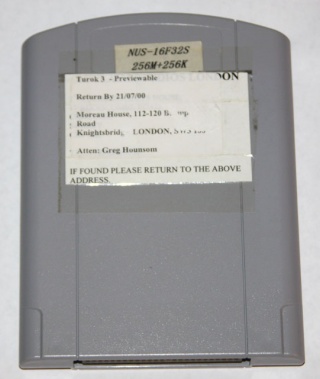 NUS-16F32S
256M+256K
Turok 3 - Previewable LONDON
Return By 21/07/00
Moreau House, 112-120
Road
Knightsbridg LONDON,
Atten: Greg Hounsom
IF FOUND PLEASE RETURN TO THE ABOVE
ADDRESS.